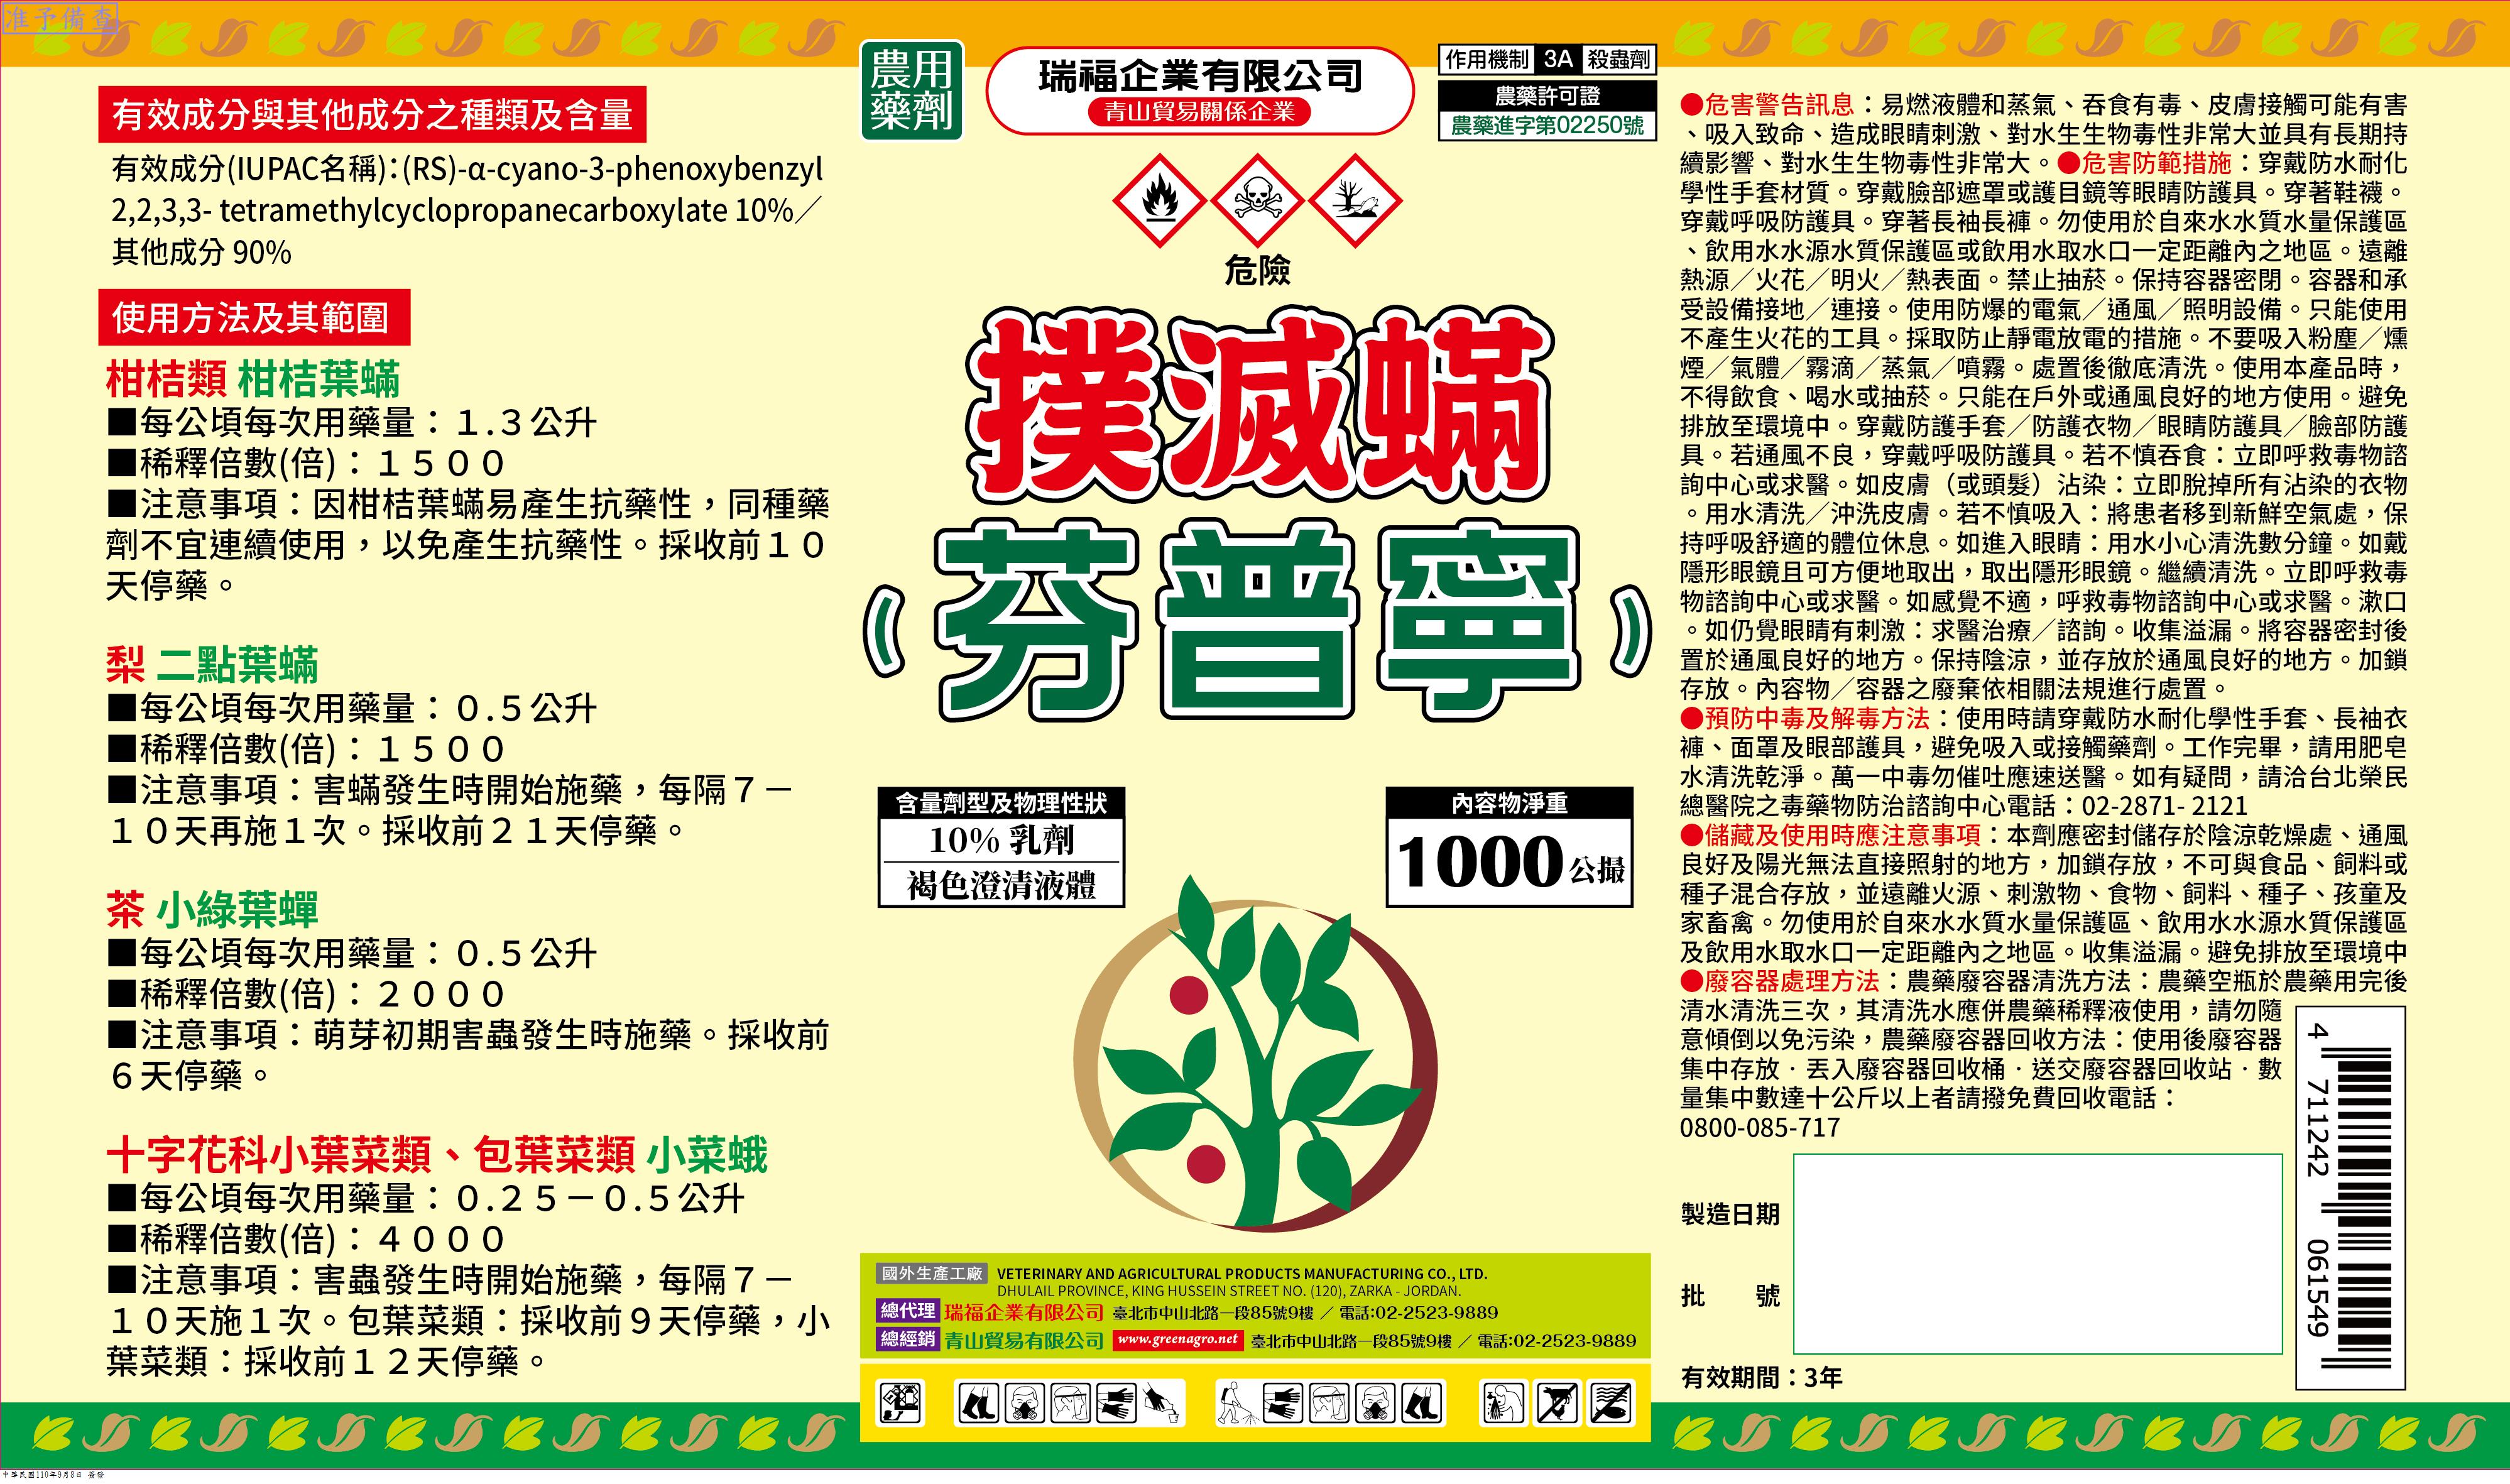 准予備查
有效成分與其他成分之種類及含量
有效成分(IUPAC名稱)：(RS)-α-cyano-3-phenoxybenzyl
2,2,3,3- tetramethylcyclopropanecarboxylate 10%／
其他成分 90%
使用方法及其範圍
柑桔類 柑桔葉蟎
■每公頃每次用藥量：１.３公升
■稀釋倍數(倍)：１５００
■注意事項：因柑桔葉蟎易產生抗藥性，同種藥
劑不宜連續使用，以免產生抗藥性。採收前１０
天停藥。
梨 二點葉蟎
■每公頃每次用藥量：０.５公升
■稀釋倍數(倍)：１５００
■注意事項：害蟎發生時開始施藥，每隔７－
１０天再施１次。採收前２１天停藥。
茶 小綠葉蟬
■每公頃每次用藥量：０.５公升
■稀釋倍數(倍)：２０００
■注意事項：萌芽初期害蟲發生時施藥。採收前
６天停藥。
十字花科小葉菜類、包葉菜類 小菜蛾
■每公頃每次用藥量：０.２５－０.５公升
■稀釋倍數(倍)：４０００
■注意事項：害蟲發生時開始施藥，每隔７－
１０天施１次。包葉菜類：採收前９天停藥，小
葉菜類：採收前１２天停藥。
農用
藥劑
瑞福企業有限公司
青山貿易關係企業
作用機制 3A 殺蟲劑
農藥許可證
農藥進字第02250號
危險
撲滅蟎
(芬普寧)
含量劑型及物理性狀
10% 乳劑
褐色澄清液體
內容物淨重
1000公撮
國外生產工廠 VETERINARY AND AGRICULTURAL PRODUCTS MANUFACTURING CO., LTD.
DHULAIL PROVINCE, KING HUSSEIN STREET NO. (120), ZARKA - JORDAN.
總代理 瑞福企業有限公司 臺北市中山北路一段85號9樓 ／ 電話:02-2523-9889
總經銷 青山貿易有限公司 www.greenagro.net 臺北市中山北路一段85號9樓 ／ 電話:02-2523-9889
●危害警告訊息：易燃液體和蒸氣、吞食有毒、皮膚接觸可能有害
、吸入致命、造成眼睛刺激、對水生生物毒性非常大並具有長期持
續影響、對水生生物毒性非常大。●危害防範措施：穿戴防水耐化
學性手套材質。穿戴臉部遮罩或護目鏡等眼睛防護具。穿著鞋襪。
穿戴呼吸防護具。穿著長袖長褲。勿使用於自來水水質水量保護區
、飲用水水源水質保護區或飲用水取水口一定距離內之地區。遠離
熱源／火花／明火／熱表面。禁止抽菸。保持容器密閉。容器和承
受設備接地／連接。使用防爆的電氣／通風／照明設備。只能使用
不產生火花的工具。採取防止靜電放電的措施。不要吸入粉塵／燻
煙／氣體／霧滴／蒸氣／噴霧。處置後徹底清洗。使用本產品時，
不得飲食、喝水或抽菸。只能在戶外或通風良好的地方使用。避免
排放至環境中。穿戴防護手套／防護衣物／眼睛防護具／臉部防護
具。若通風不良，穿戴呼吸防護具。若不慎吞食：立即呼救毒物諮
詢中心或求醫。如皮膚（或頭髮）沾染：立即脫掉所有沾染的衣物
。用水清洗／沖洗皮膚。若不慎吸入：將患者移到新鮮空氣處，保
持呼吸舒適的體位休息。如進入眼睛：用水小心清洗數分鐘。如戴
隱形眼鏡且可方便地取出，取出隱形眼鏡。繼續清洗。立即呼救毒
物諮詢中心或求醫。如感覺不適，呼救毒物諮詢中心或求醫。漱口
。如仍覺眼睛有刺激：求醫治療／諮詢。收集溢漏。將容器密封後
置於通風良好的地方。保持陰涼，並存放於通風良好的地方。加鎖
存放。內容物／容器之廢棄依相關法規進行處置。
●預防中毒及解毒方法：使用時請穿戴防水耐化學性手套、長袖衣
褲、面罩及眼部護具，避免吸入或接觸藥劑。工作完畢，請用肥皂
水清洗乾淨。萬一中毒勿催吐應速送醫。如有疑問，請洽台北榮民
總醫院之毒藥物防治諮詢中心電話：02-2871- 2121
●儲藏及使用時應注意事項：本劑應密封儲存於陰涼乾燥處、通風
良好及陽光無法直接照射的地方，加鎖存放，不可與食品、飼料或
種子混合存放，並遠離火源、刺激物、食物、飼料、種子、孩童及
家畜禽。勿使用於自來水水質水量保護區、飲用水水源水質保護區
及飲用水取水口一定距離內之地區。收集溢漏。避免排放至環境中
●廢容器處理方法：農藥廢容器清洗方法：農藥空瓶於農藥用完後
清水清洗三次，其清洗水應併農藥稀釋液使用，請勿隨
意傾倒以免污染，農藥廢容器回收方法：使用後廢容器
集中存放．丟入廢容器回收桶．送交廢容器回收站．數
量集中數達十公斤以上者請撥免費回收電話：
0800-085-717
4 711242 061549
製造日期
批 號
有效期間：3年
中華民國110年9月8日 簽發